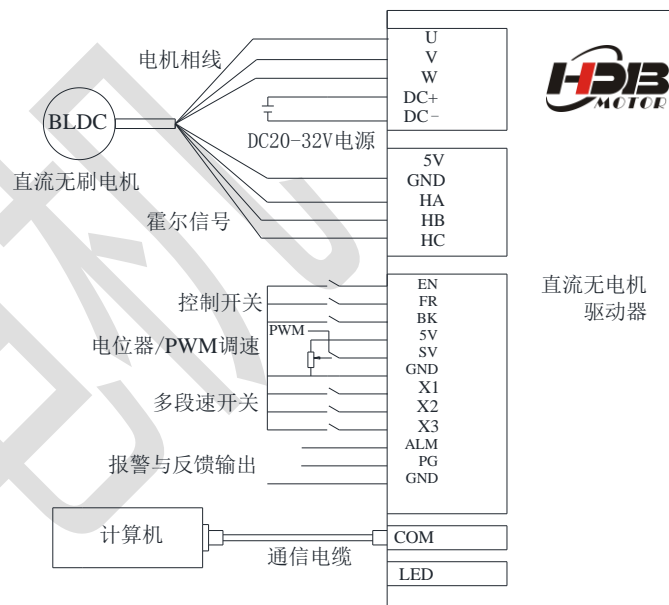 U
电机相线
V
W
HDB
MOTOR
DC+
BLDC
DC-
DC20-32V电源
5V
直流无刷电机
GND
HA
霍尔信号
HB
HC
EN
直流无电机
控制开关
FR
驱动器
BK
PWM
5V
电位器/PWM调速
SV
GND
X1
多段速开关
X2
X3
ALM
报警与反馈输出
PG
GND
计算机
COM
通信电缆
LED
电机